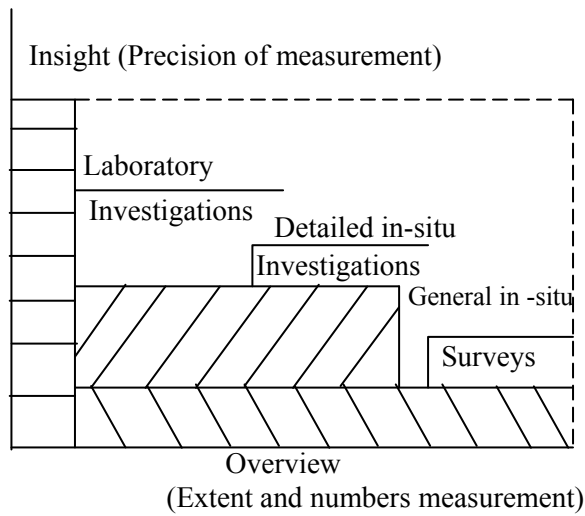 Insight (Precision of measurement)
Laboratory
Investigations
Detailed in-situ
Investigations
General in -situ
Surveys
Overview
(Extent and numbers measurement)